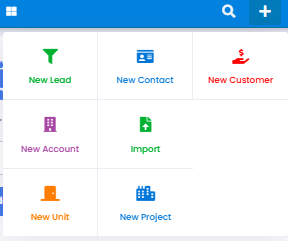 New Lead
New Contact
New Customer
New Account
Import
New Unit
New Project